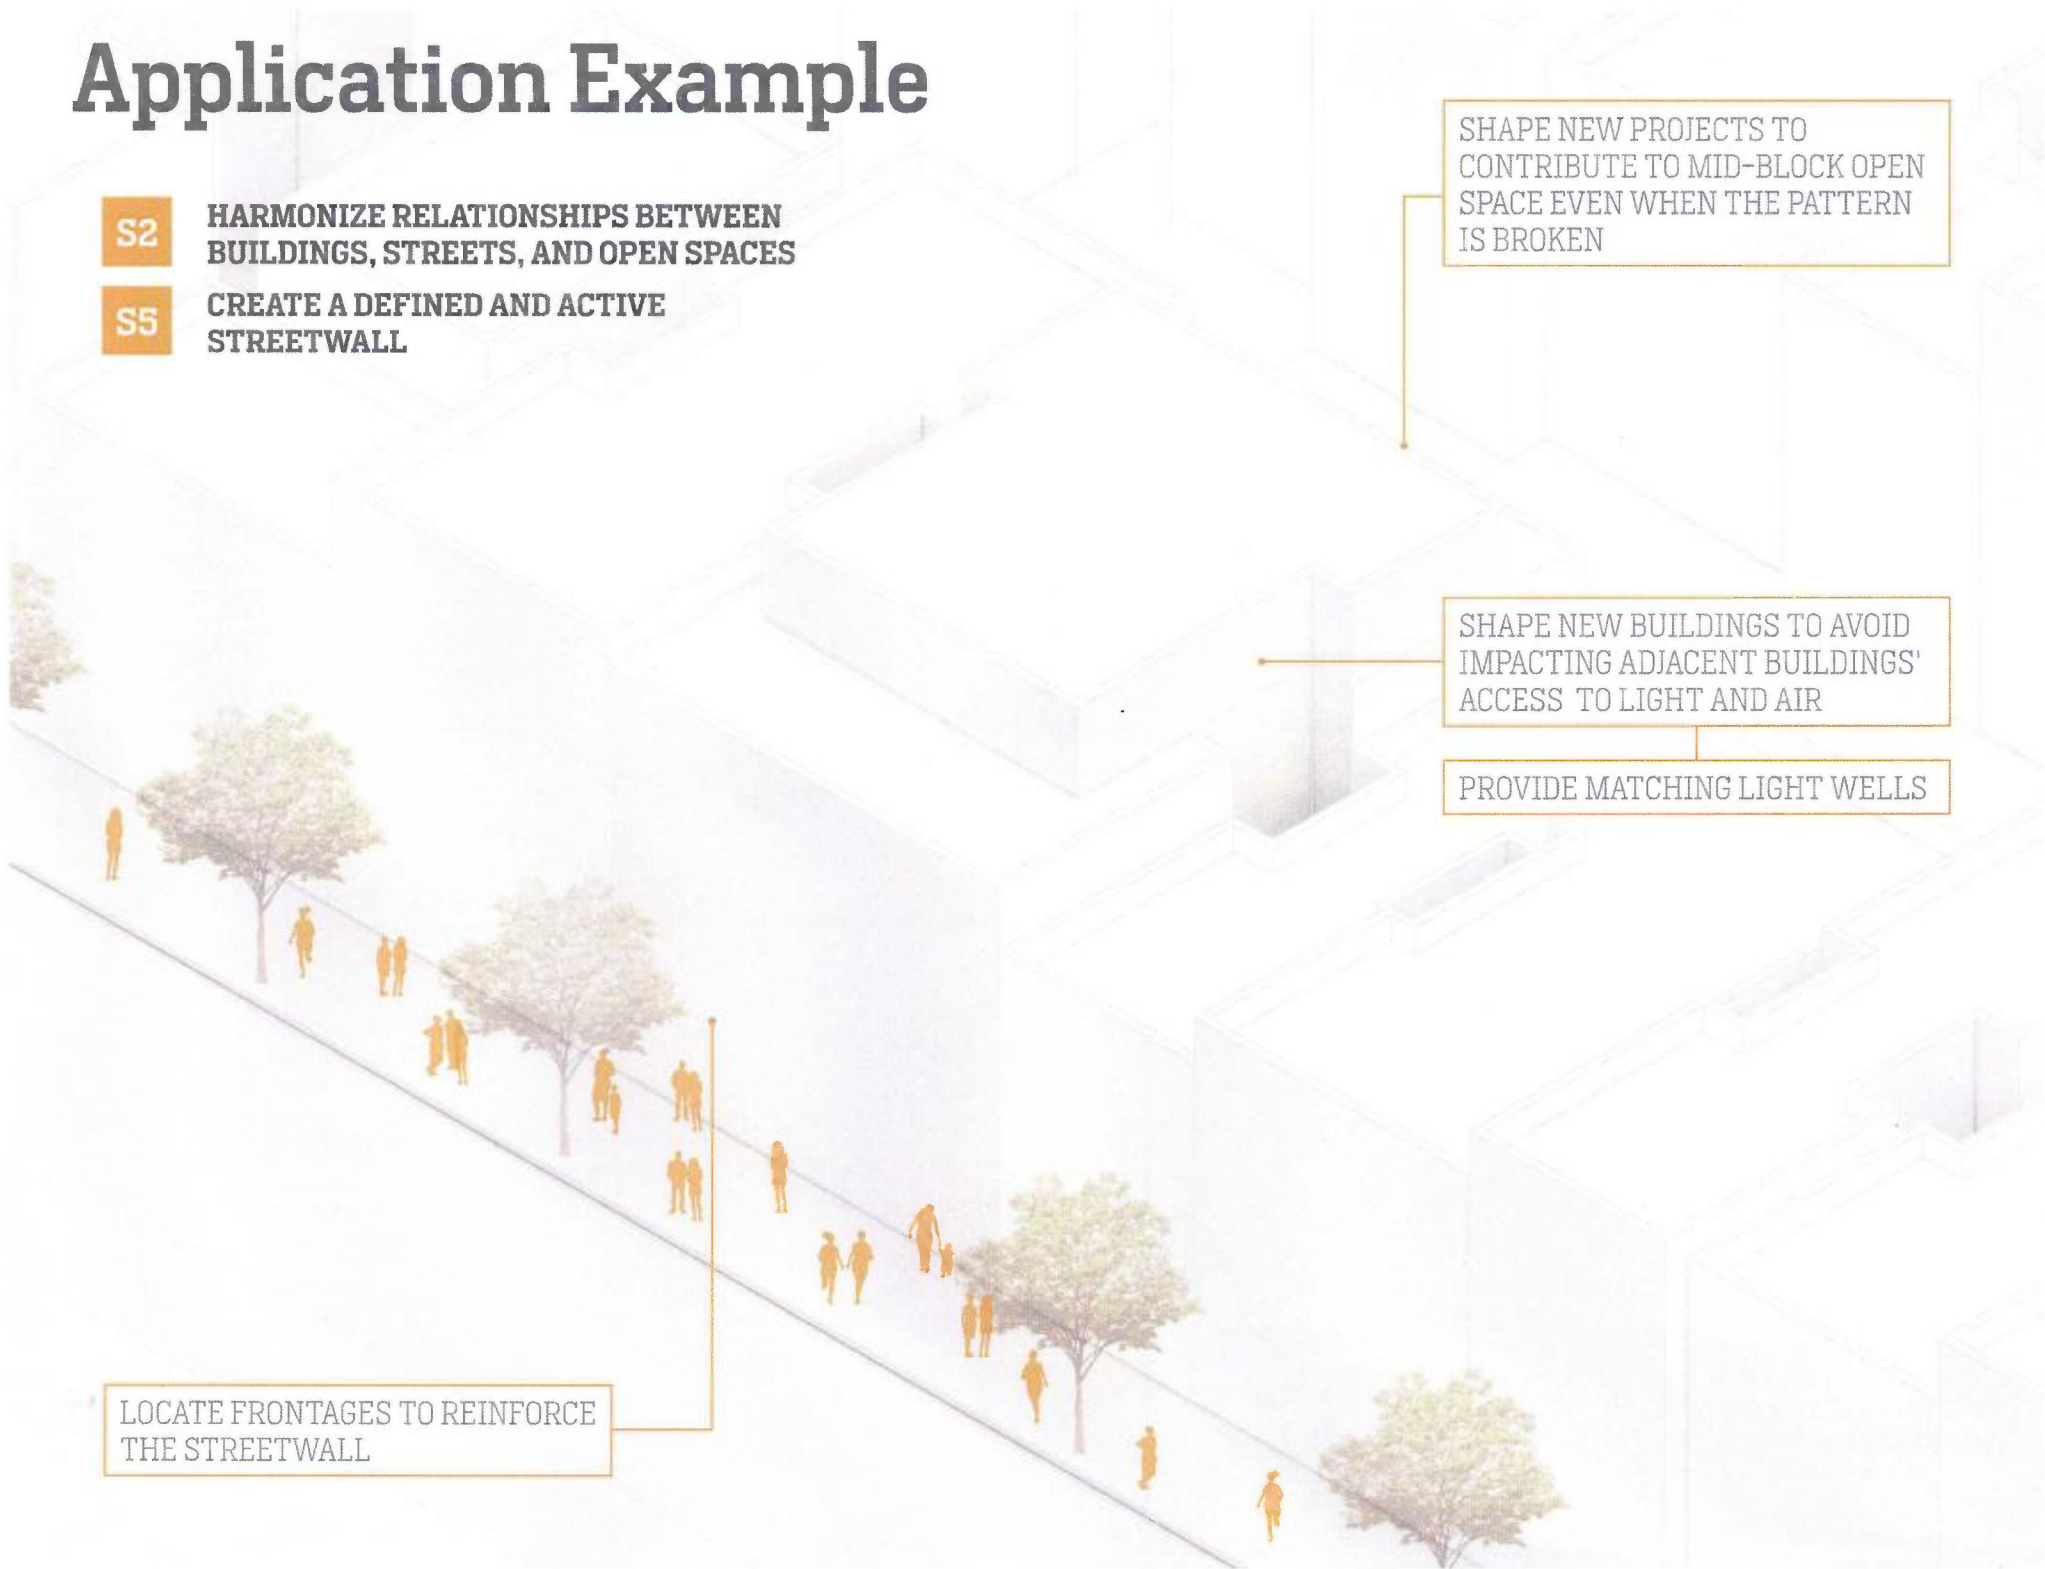 Application Example
S2
HARMONIZE RELATIONSHIPS BETWEEN
BUILDINGS, STREETS, AND OPEN SPACES
S5
CREATE A DEFINED AND ACTIVE
STREETWALL
SHAPE NEW PROJECTS TO
CONTRIBUTE TO MID-BLOCK OPEN
SPACE EVEN WHEN THE PATTERN
IS BROKEN
SHAPE NEW BUILDINGS TO AVOID
IMPACTING ADJACENT BUILDINGS'
ACCESS TO LIGHT AND AIR
PROVIDE MATCHING LIGHT WELLS
LOCATE FRONTAGES TO REINFORCE
THE STREETWALL